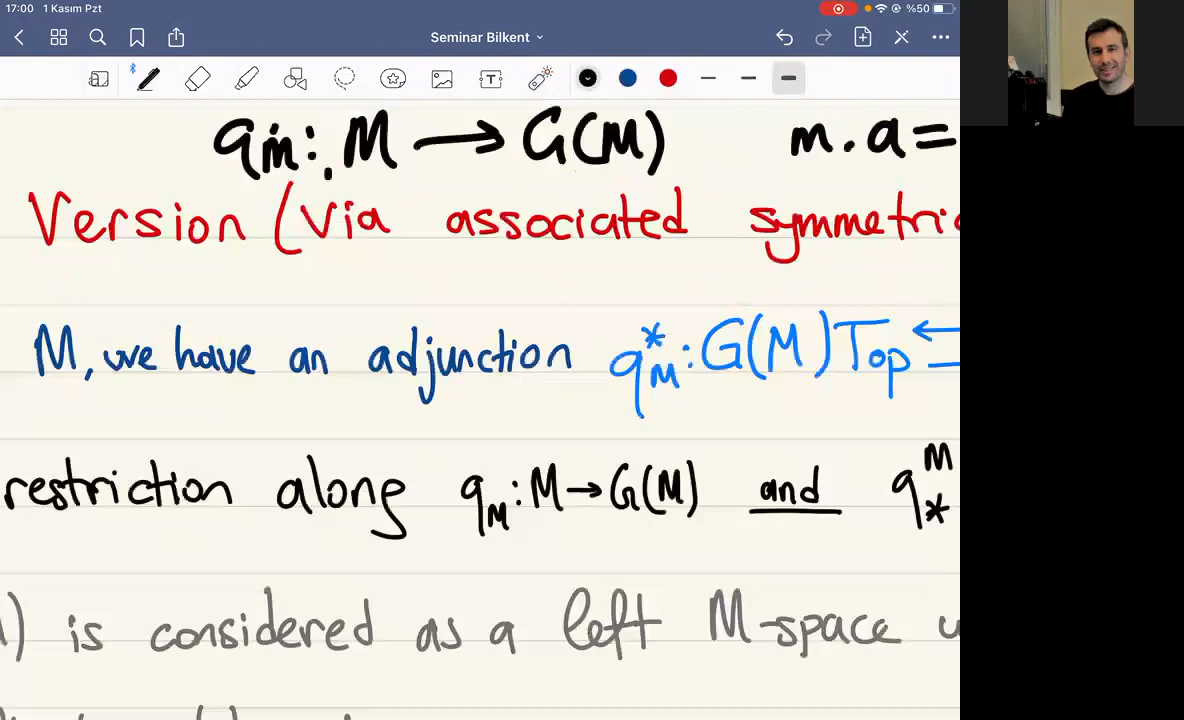 17:00 1 Kasım Pzt %50
Seminar Bilkent
q_M : M → G(M) m.a=
Version (via associated symmetric
M, we have an adjunction q*_M : G(M)Top
restriction along q_M : M→G(M) and q^M_*
) is considered as a left M-space